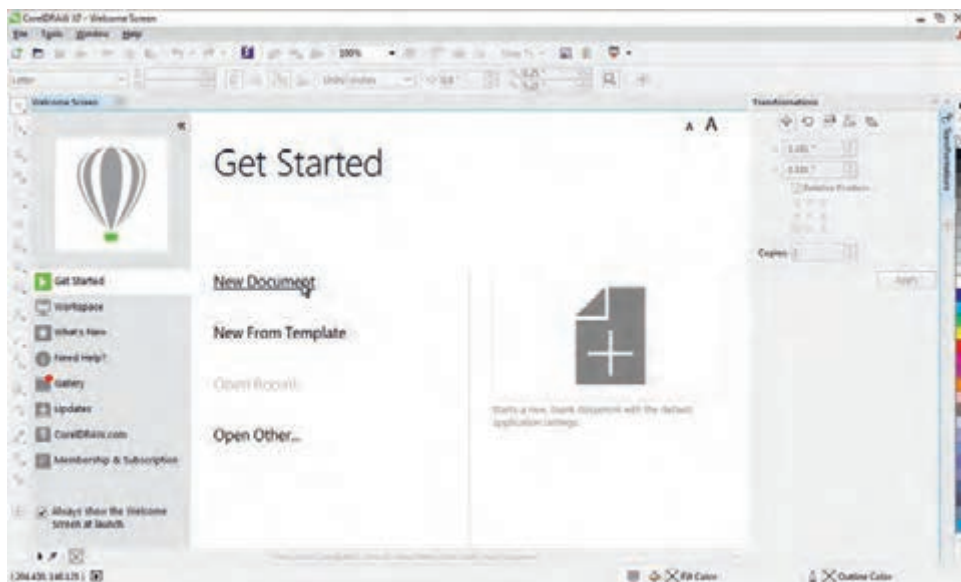 CorelDRAW X7 - Welcome Screen
File Tools Window Help
100%
Letter
Units: inches
Welcome Screen
Transformations
A A
Get Started
Relative Position
Copies:
Apply
Transformations
Get Started
Workspace
What's New
Need Help?
Gallery
Updates
CorelDRAW.com
Membership & Subscription
New Document
New From Template
Open Recent
Open Other...
Starts a new, blank document with the default
application settings.
Always show the Welcome
Screen at launch.
Fill Color
Outline Color